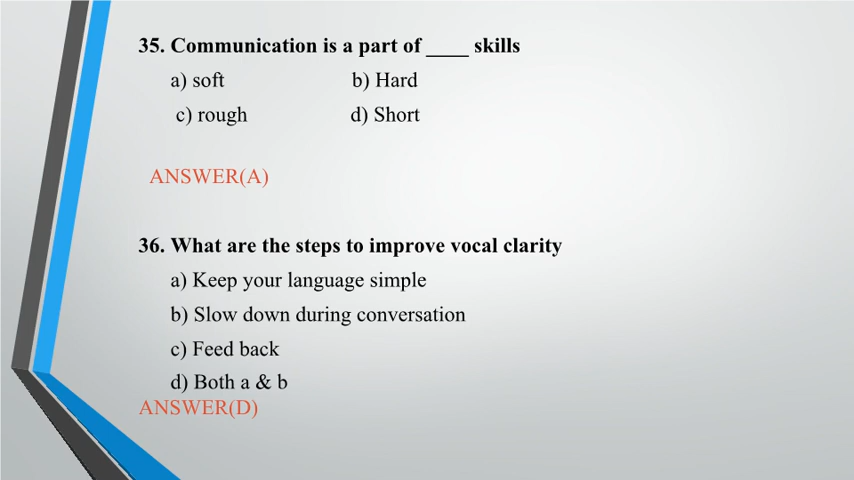 35. Communication is a part of ____ skills
a) soft b) Hard
c) rough d) Short
ANSWER(A)
36. What are the steps to improve vocal clarity
a) Keep your language simple
b) Slow down during conversation
c) Feed back
d) Both a & b
ANSWER(D)